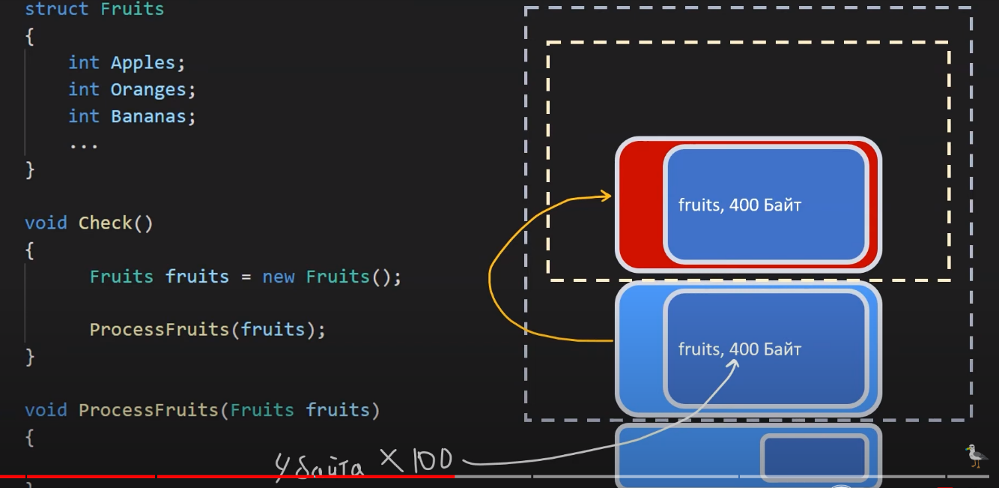 struct Fruits
{
int Apples;
int Oranges;
int Bananas;
...
}
void Check()
{
Fruits fruits = new Fruits();
ProcessFruits(fruits);
}
void ProcessFruits(Fruits fruits)
{
}
fruits, 400 Байт
fruits, 400 Байт
4 байта × 100